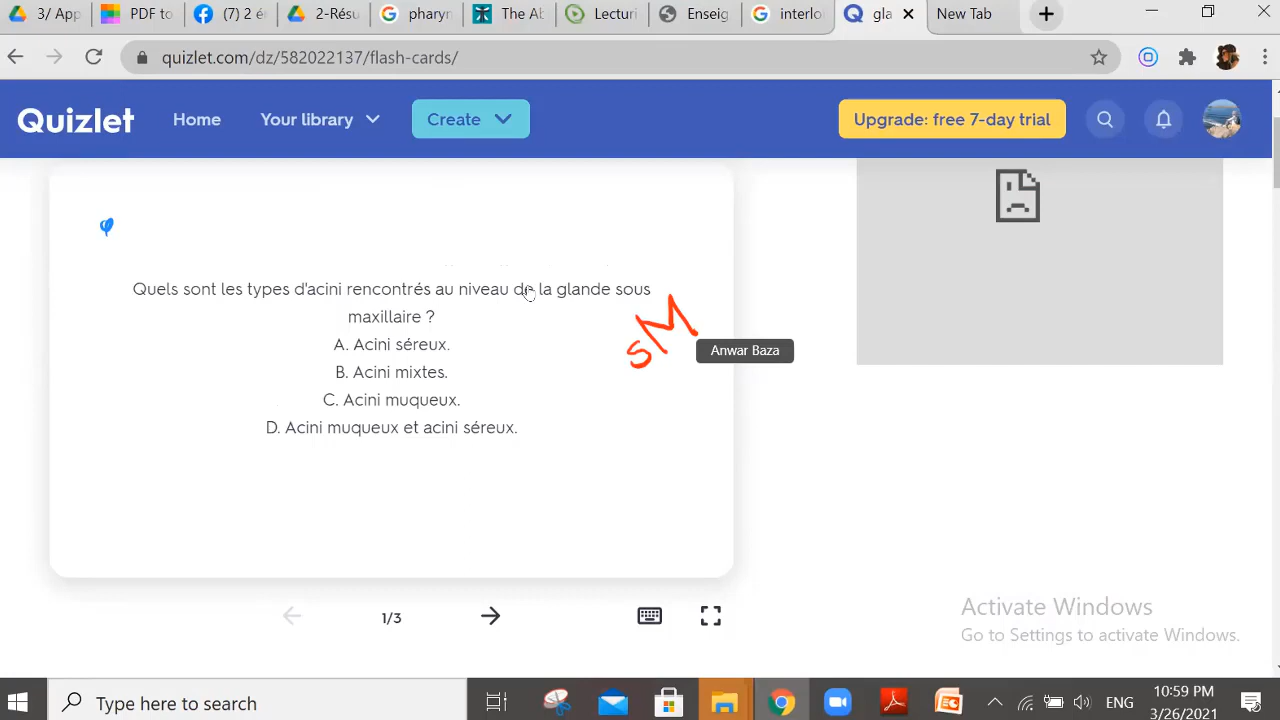 3/ App
PDF to
(7) 2 é
2-Résu
pharyn
The Ab
Lecturi
Enseig
interlo
gla
New Tab
quizlet.com/dz/582022137/flash-cards/
Quizlet
Home
Your library
Create
Upgrade: free 7-day trial
Quels sont les types d'acini rencontrés au niveau de la glande sous
maxillaire ?
A. Acini séreux.
B. Acini mixtes.
C. Acini muqueux.
D. Acini muqueux et acini séreux.
SM
Anwar Baza
1/3
Activate Windows
Go to Settings to activate Windows.
Type here to search
ENG
10:59 PM
3/26/2021